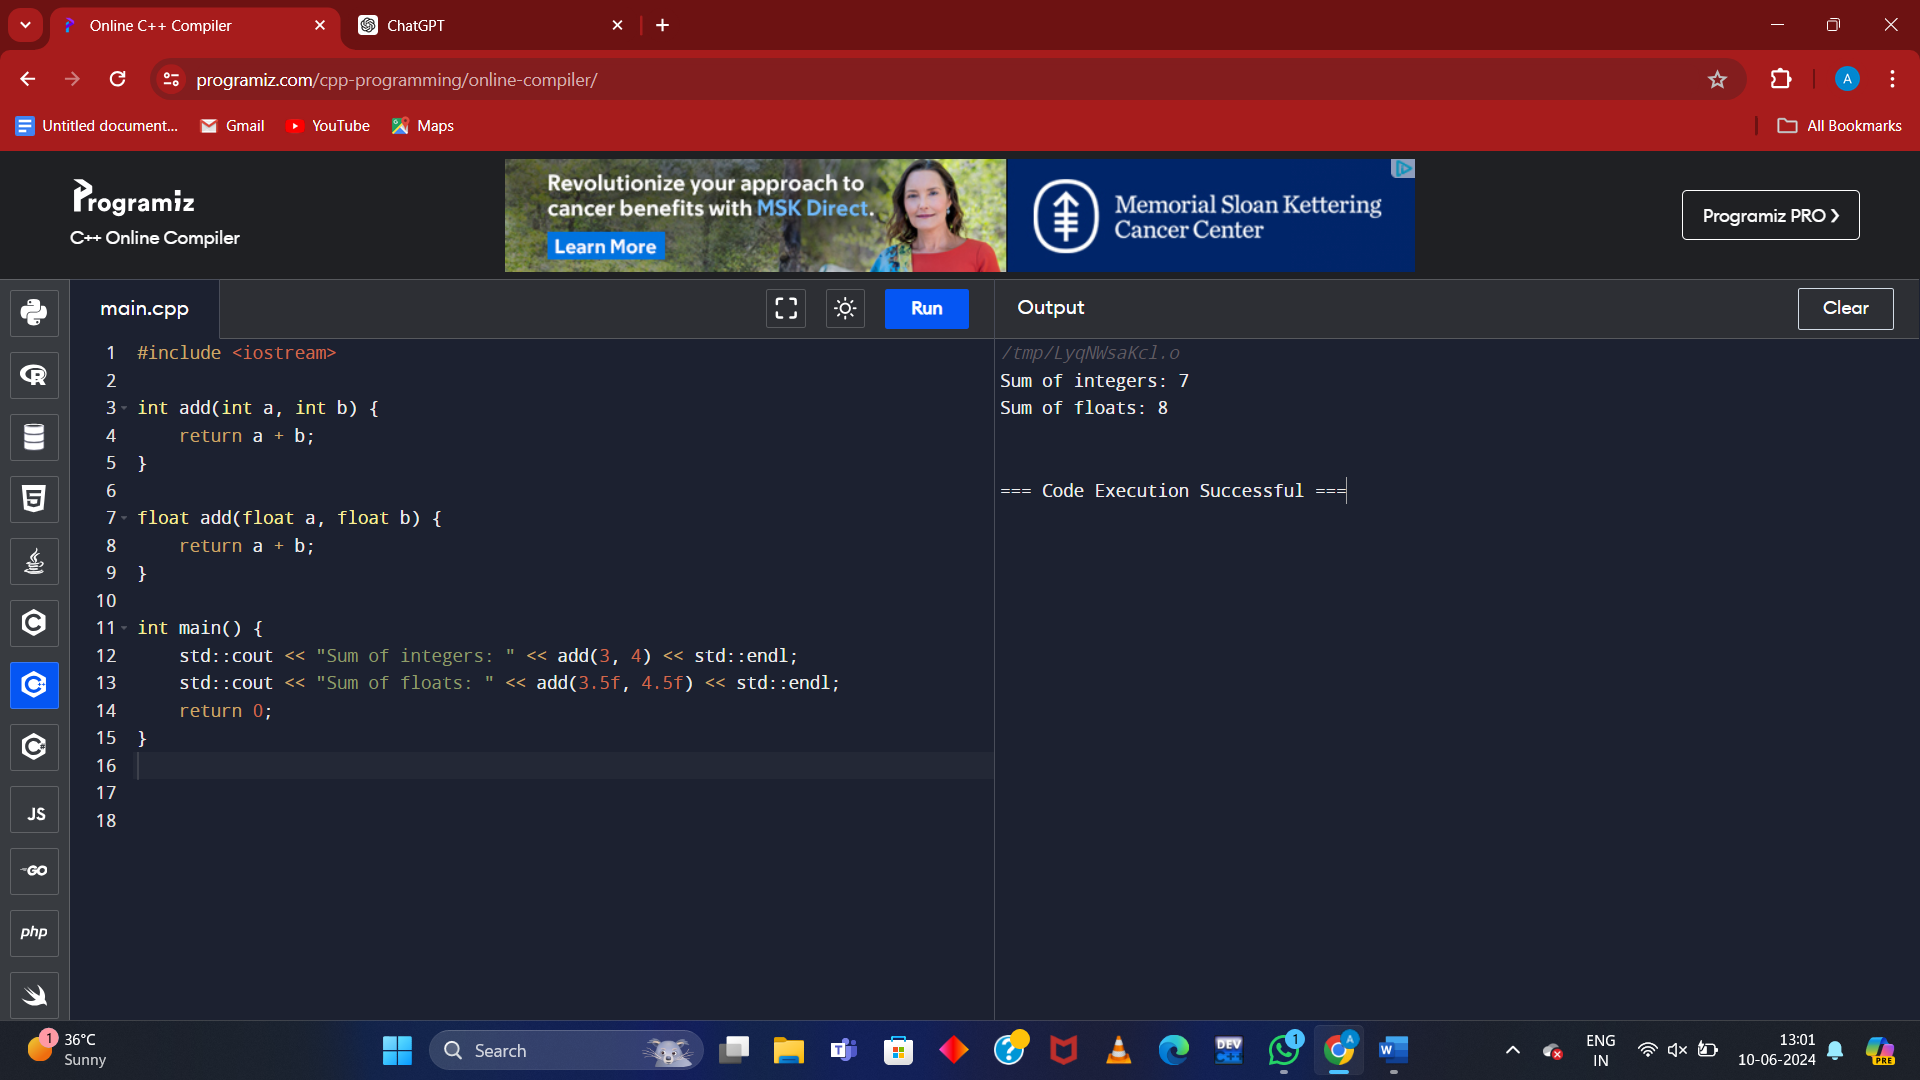 Online C++ Compiler
ChatGPT
programiz.com/cpp-programming/online-compiler/
A
Untitled document...
Gmail
YouTube
Maps
All Bookmarks
Programiz
C++ Online Compiler
Revolutionize your approach to
cancer benefits with MSK Direct.
Learn More
Memorial Sloan Kettering
Cancer Center
Programiz PRO ❯
main.cpp
Run
Output
Clear
1 #include <iostream>
2
3 int add(int a, int b) {
4     return a + b;
5 }
6
7 float add(float a, float b) {
8     return a + b;
9 }
10
11 int main() {
12     std::cout << "Sum of integers: " << add(3, 4) << std::endl;
13     std::cout << "Sum of floats: " << add(3.5f, 4.5f) << std::endl;
14     return 0;
15 }
16
17
18
/tmp/LyqNWsaKcl.o
Sum of integers: 7
Sum of floats: 8
=== Code Execution Successful ===
R
5
C
C
C
JS
GO
php
1
36°C
Sunny
Search
T
?
DEV
C++
1
A
W
ENG
IN
13:01
10-06-2024
PRE